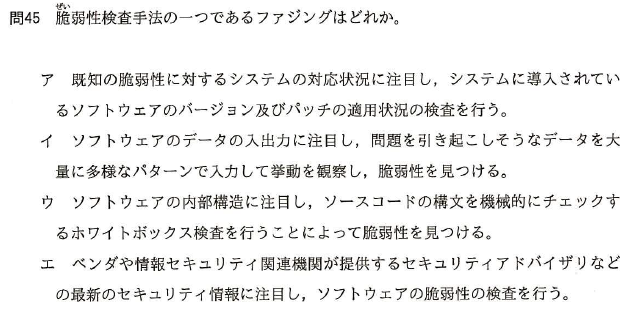 問45 脆弱性検査手法の一つであるファジングはどれか。
ぜい
ア 既知の脆弱性に対するシステムの対応状況に注目し，システムに導入されてい
るソフトウェアのバージョン及びパッチの適用状況の検査を行う。
イ ソフトウェアのデータの入出力に注目し，問題を引き起こしそうなデータを大
量に多様なパターンで入力して挙動を観察し，脆弱性を見つける。
ウ ソフトウェアの内部構造に注目し，ソースコードの構文を機械的にチェックす
るホワイトボックス検査を行うことによって脆弱性を見つける。
エ ベンダや情報セキュリティ関連機関が提供するセキュリティアドバイザリなど
の最新のセキュリティ情報に注目し，ソフトウェアの脆弱性の検査を行う。